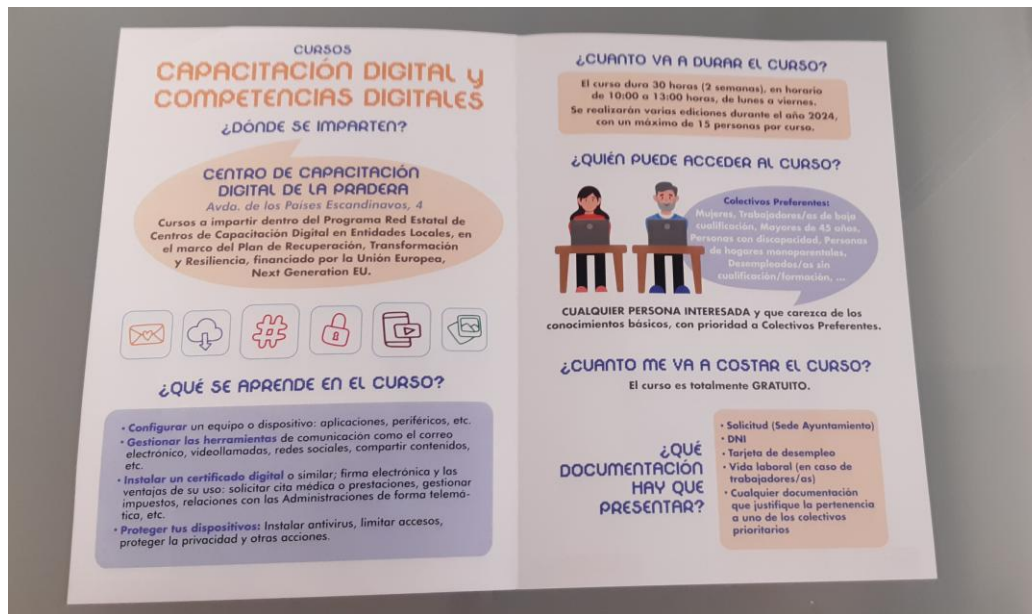 CURSOS
CAPACITACIÓN DIGITAL y
COMPETENCIAS DIGITALES
¿DÓNDE SE IMPARTEN?
CENTRO DE CAPACITACIÓN
DIGITAL DE LA PRADERA
Avda. de los Paises Escandinavos, 4
Cursos a impartir dentro del Programa Red Estatal de
Centros de Capacitación Digital en Entidades Locales, en
el marco del Plan de Recuperación, Transformación
y Resiliencia, financiado por la Unión Europea,
Next Generation EU.
¿QUÉ SE APRENDE EN EL CURSO?
• Configurar un equipo o dispositivo: aplicaciones, periféricos, etc.
• Gestionar las herramientas de comunicación como el correo
electrónico, videollamadas, redes sociales, compartir contenidos,
etc.
• Instalar un certificado digital o similar; firma electrónica y las
ventajas de su uso: solicitar cita médica o prestaciones, gestionar
impuestos, relaciones con las Administraciones de forma telemá-
tica, etc.
• Proteger tus dispositivos: Instalar antivirus, limitar accesos,
proteger la privacidad y otras acciones.
¿CUANTO VA A DURAR EL CURSO?
El curso dura 30 horas (2 semanas), en horario
de 10:00 a 13:00 horas, de lunes a viernes.
Se realizarán varias ediciones durante el año 2024,
con un máximo de 15 personas por curso.
¿QUIÉN PUEDE ACCEDER AL CURSO?
Colectivos Preferentes:
Mujeres, Trabajadores/as de baja
cualificación, Mayores de 45 años,
Personas con discapacidad, Personas
de hogares monoparentales,
Desempleados/as sin
cualificación/formación, ...
CUALQUIER PERSONA INTERESADA y que carezca de los
conocimientos básicos, con prioridad a Colectivos Preferentes.
¿CUANTO ME VA A COSTAR EL CURSO?
El curso es totalmente GRATUITO.
¿QUÉ
DOCUMENTACIÓN
HAY QUE
PRESENTAR?
• Solicitud (Sede Ayuntamiento)
• DNI
• Tarjeta de desempleo
• Vida laboral (en caso de
trabajadores/as)
• Cualquier documentación
que justifique la pertenencia
a uno de los colectivos
prioritarios